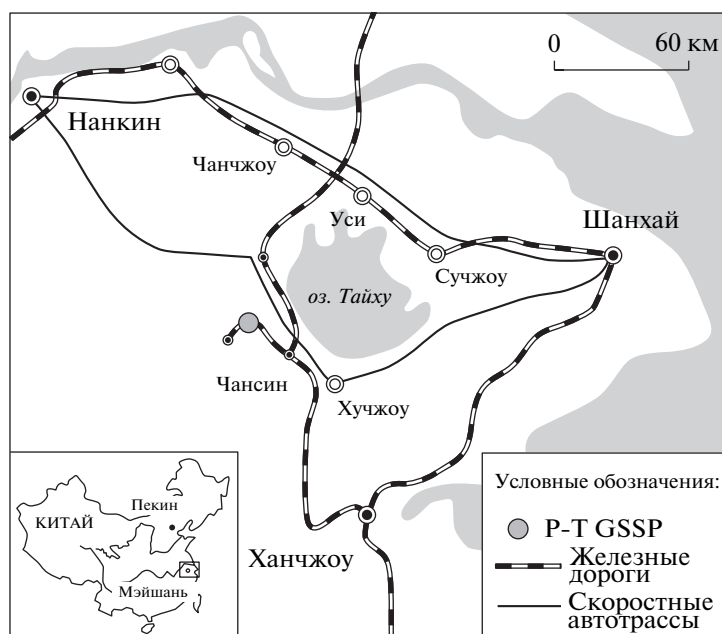 0 60 км
Нанкин
Чанчжоу
Уси
Шанхай
Сучжоу
оз. Тайху
Чансин
Хучжоу
Ханчжоу
Пекин
КИТАЙ
Мэйшань
Условные обозначения:
P-T GSSP
Железные
дороги
Скоростные
автотрассы